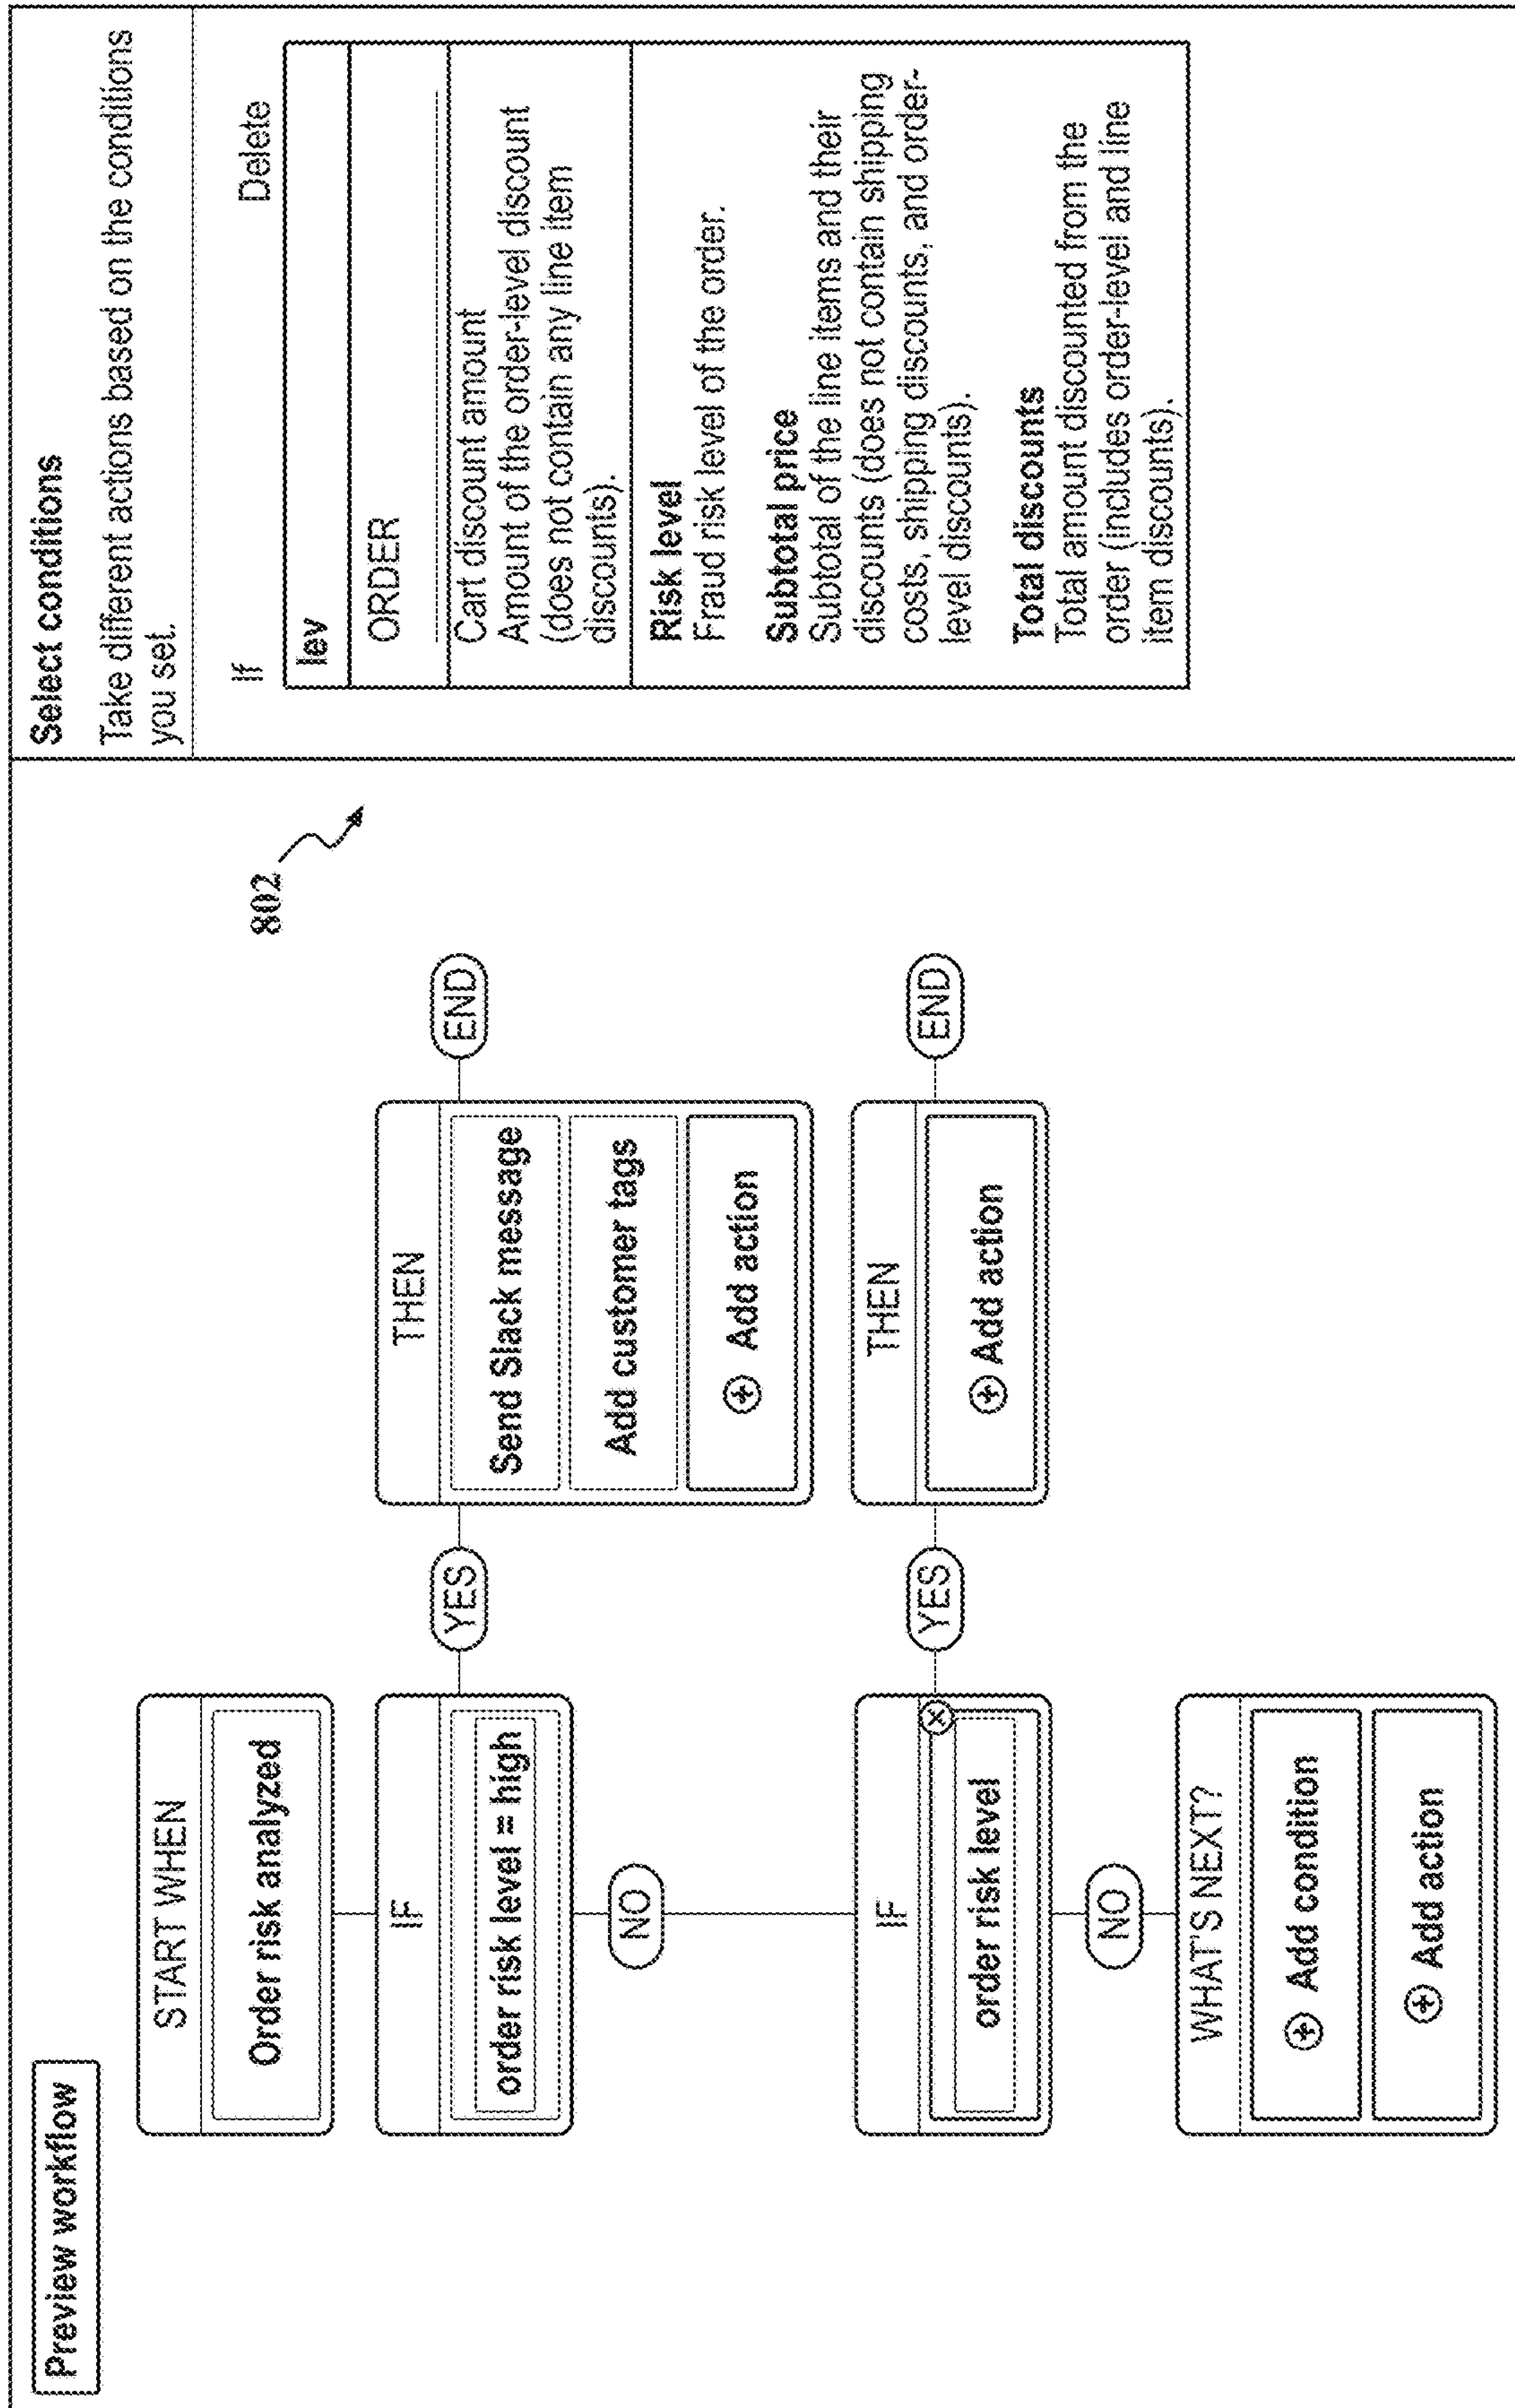 Preview workflow
START WHEN
Order risk analyzed
IF
order risk level = high
YES
THEN
Send Slack message
Add customer tags
Add action
END
NO
IF
order risk level
YES
THEN
Add action
END
NO
WHAT'S NEXT?
Add condition
Add action
802
Select conditions
Take different actions based on the conditions
you set.
If Delete
lev
ORDER
Cart discount amount
Amount of the order-level discount
(does not contain any line item
discounts).
Risk level
Fraud risk level of the order.
Subtotal price
Subtotal of the line items and their
discounts (does not contain shipping
costs, shipping discounts, and order-
level discounts).
Total discounts
Total amount discounted from the
order (includes order-level and line
item discounts).